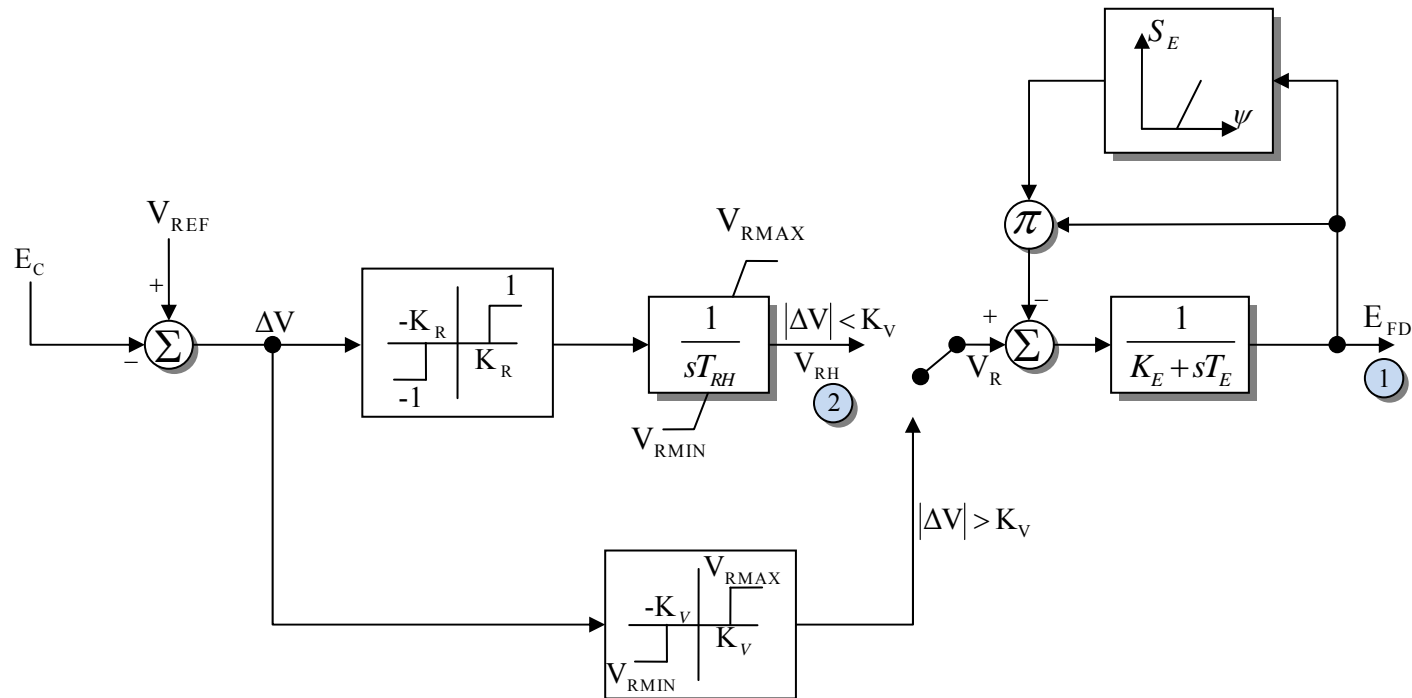 S_E
ψ
V_REF
E_C
+
−
Σ
ΔV
-K_R
1
K_R
-1
V_RMAX
1
sT_RH
V_RMIN
|ΔV| < K_V
V_RH
2
π
−
+
Σ
V_R
1
K_E + sT_E
E_FD
1
|ΔV| > K_V
V_RMAX
-K_V
K_V
V_RMIN